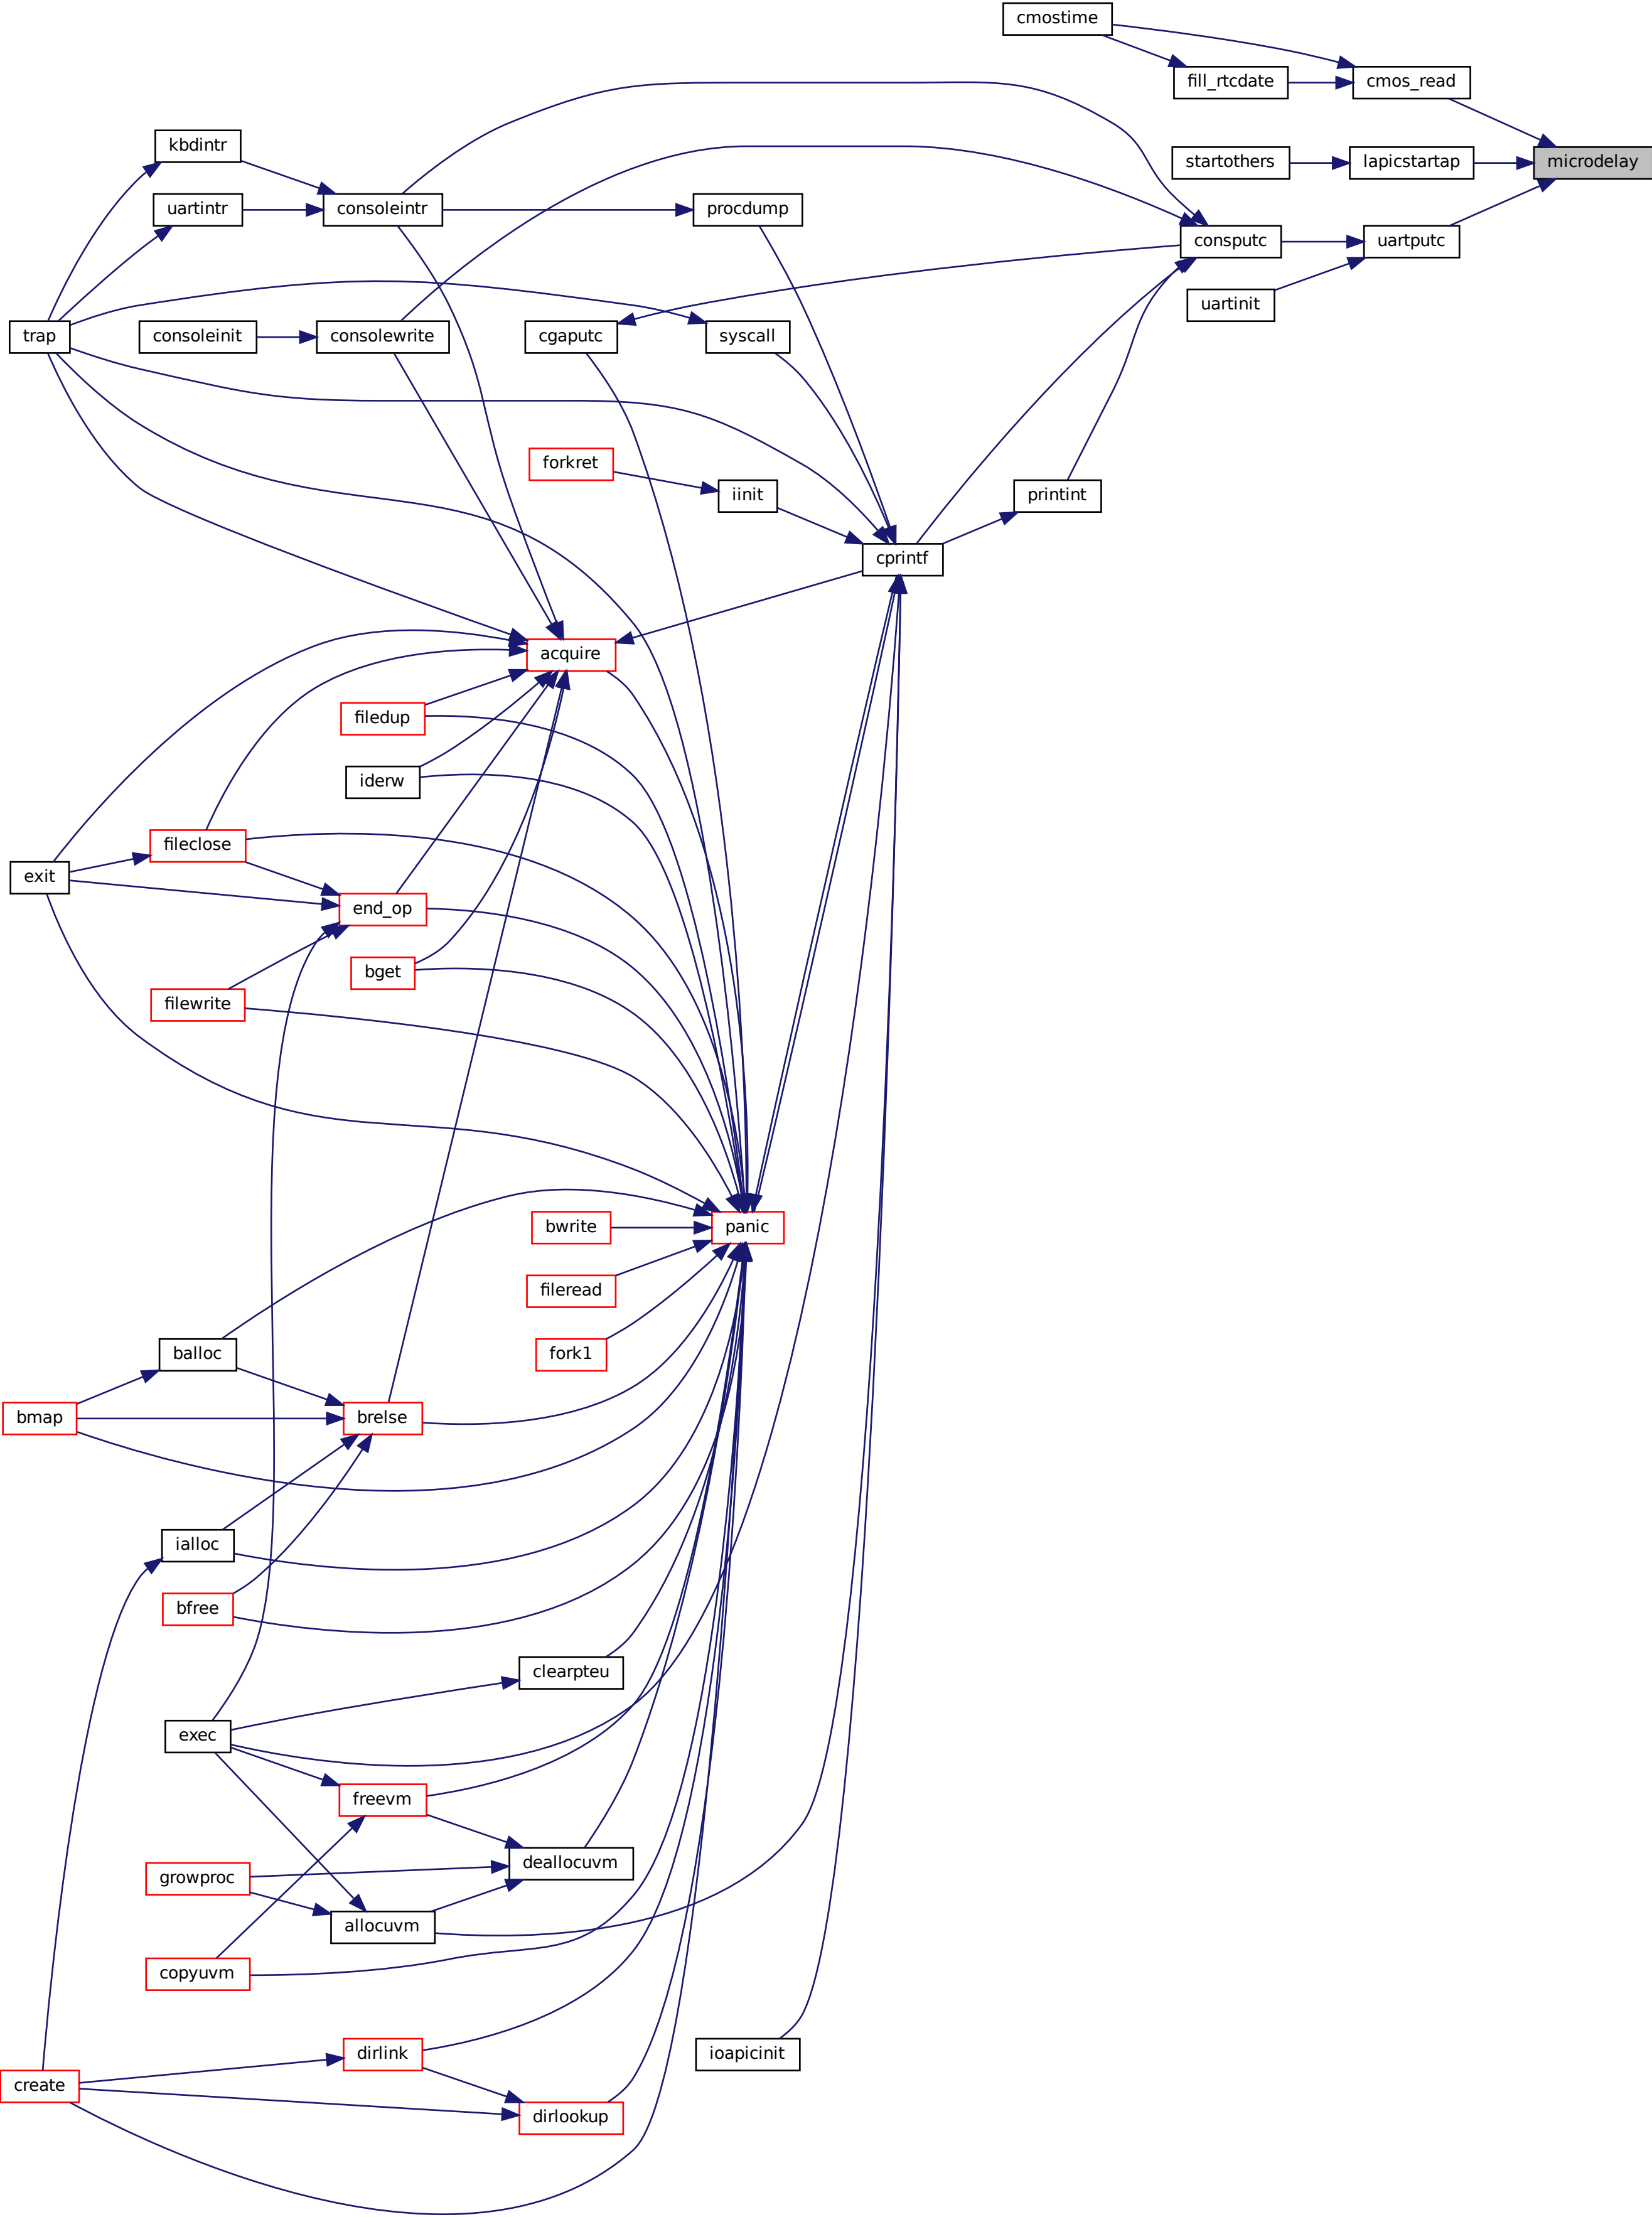 cmostime
fill_rtcdate
cmos_read
kbdintr
startothers
lapicstartap
microdelay
uartintr
consoleintr
procdump
consputc
uartputc
uartinit
trap
consoleinit
consolewrite
cgaputc
syscall
forkret
iinit
printint
cprintf
acquire
filedup
iderw
fileclose
exit
end_op
bget
filewrite
bwrite
panic
fileread
fork1
balloc
bmap
brelse
ialloc
bfree
clearpteu
exec
freevm
deallocuvm
growproc
allocuvm
copyuvm
dirlink
ioapicinit
create
dirlookup